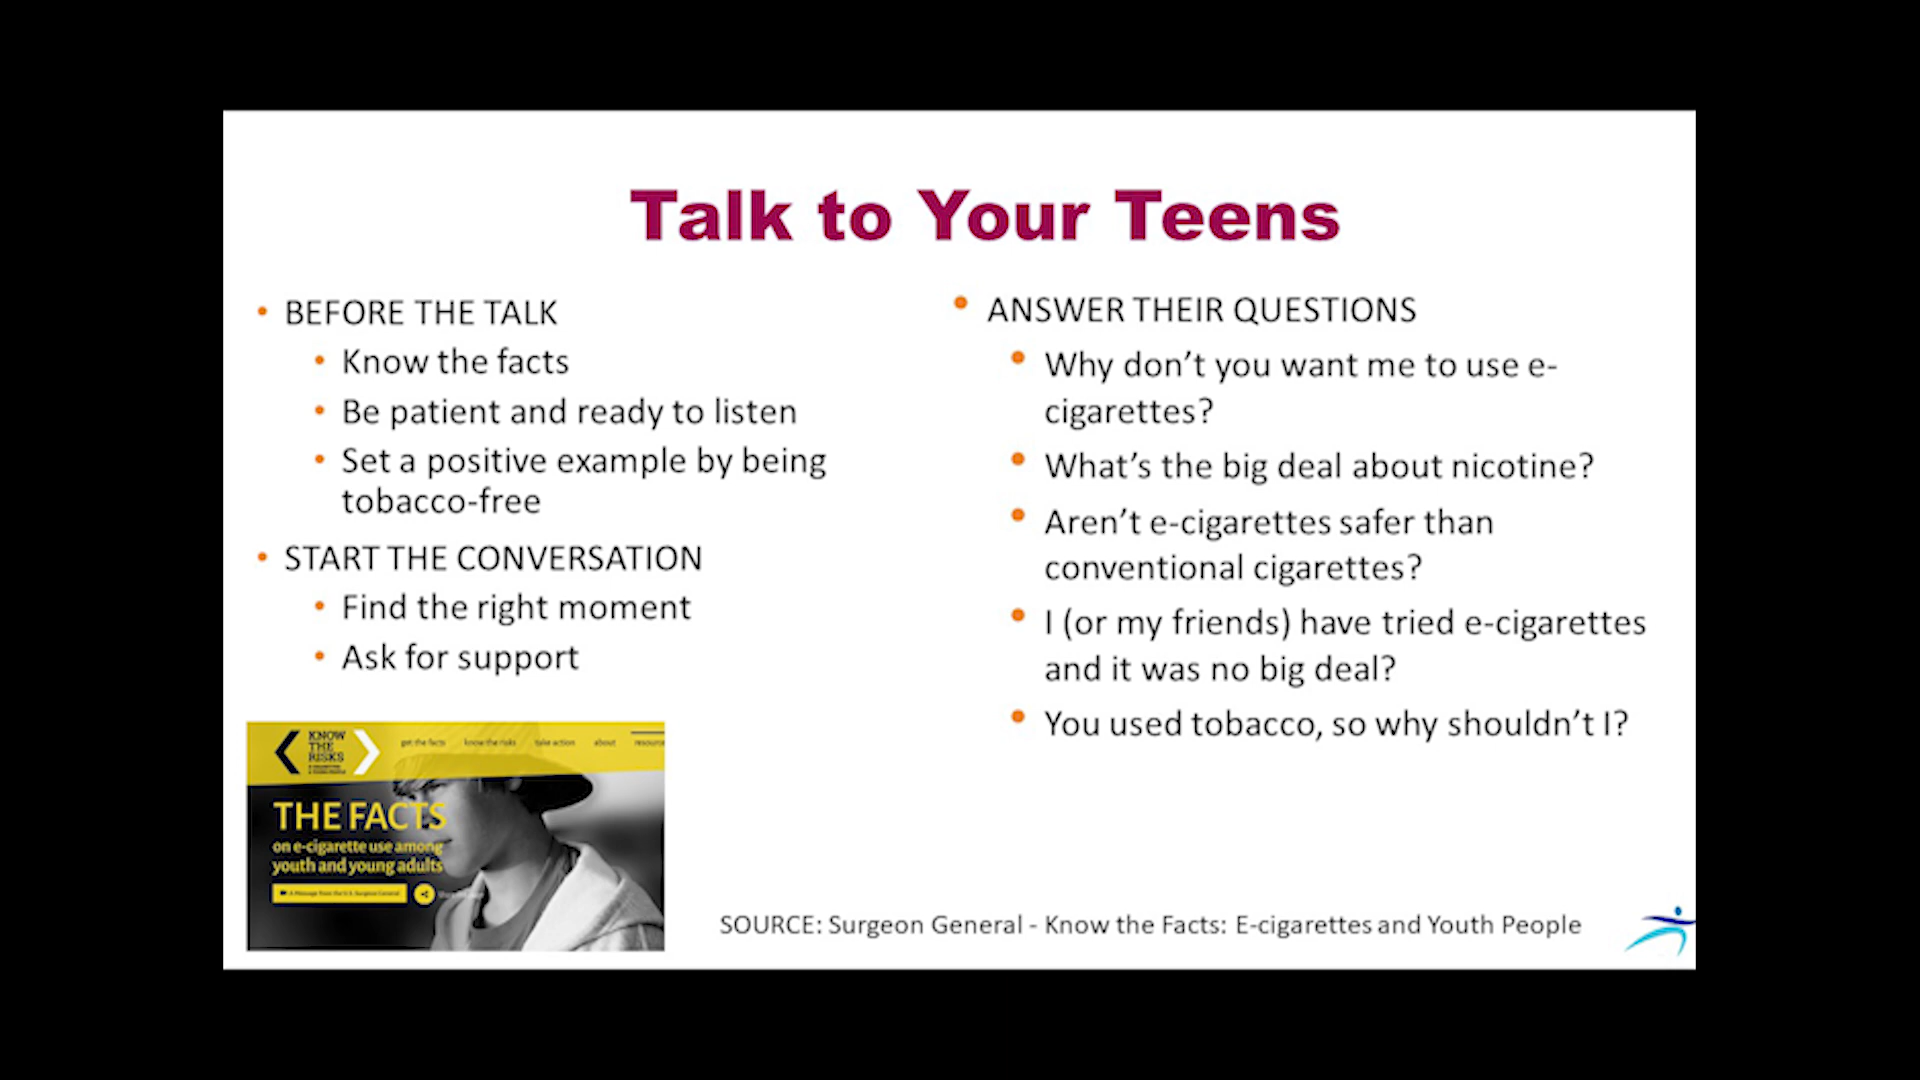 Talk to Your Teens
• BEFORE THE TALK
• Know the facts
• Be patient and ready to listen
• Set a positive example by being
tobacco-free
• START THE CONVERSATION
• Find the right moment
• Ask for support
• ANSWER THEIR QUESTIONS
• Why don’t you want me to use e-
cigarettes?
• What’s the big deal about nicotine?
• Aren’t e-cigarettes safer than
conventional cigarettes?
• I (or my friends) have tried e-cigarettes
and it was no big deal?
• You used tobacco, so why shouldn’t I?
KNOW
THE
RISKS
get the facts know the risks take action about
THE FACTS
on e-cigarette use among
youth and young adults
A Message from the U.S. Surgeon General
SOURCE: Surgeon General - Know the Facts: E-cigarettes and Youth People